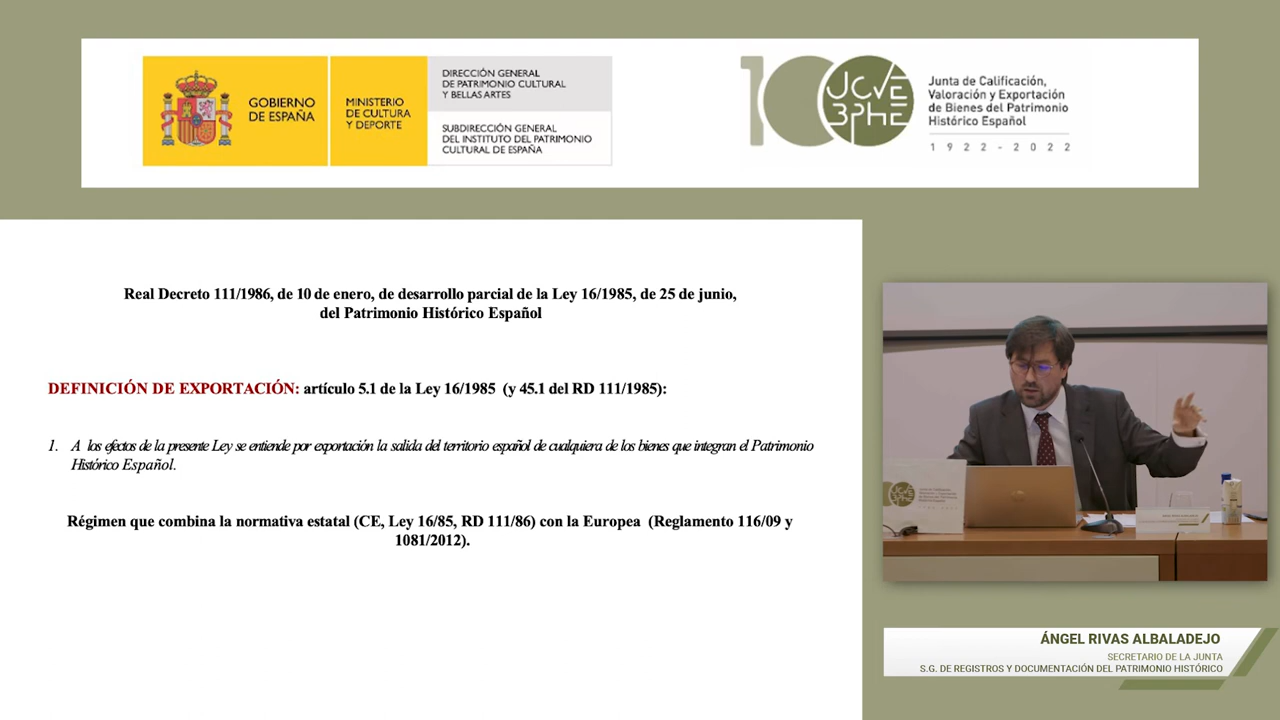 GOBIERNO
DE ESPAÑA
MINISTERIO
DE CULTURA
Y DEPORTE
DIRECCIÓN GENERAL
DE PATRIMONIO CULTURAL
Y BELLAS ARTES
SUBDIRECCIÓN GENERAL
DEL INSTITUTO DEL PATRIMONIO
CULTURAL DE ESPAÑA
100
JCVE
BPHE
Junta de Calificación,
Valoración y Exportación
de Bienes del Patrimonio
Histórico Español
1922-2022
Real Decreto 111/1986, de 10 de enero, de desarrollo parcial de la Ley 16/1985, de 25 de junio,
del Patrimonio Histórico Español
DEFINICIÓN DE EXPORTACIÓN: artículo 5.1 de la Ley 16/1985 (y 45.1 del RD 111/1985):
1. A los efectos de la presente Ley se entiende por exportación la salida del territorio español de cualquiera de los bienes que integran el Patrimonio
Histórico Español.
Régimen que combina la normativa estatal (CE, Ley 16/85, RD 111/86) con la Europea (Reglamento 116/09 y
1081/2012).
ÁNGEL RIVAS ALBALADEJO
SECRETARIO DE LA JUNTA
S.G. DE REGISTROS Y DOCUMENTACIÓN DEL PATRIMONIO HISTÓRICO